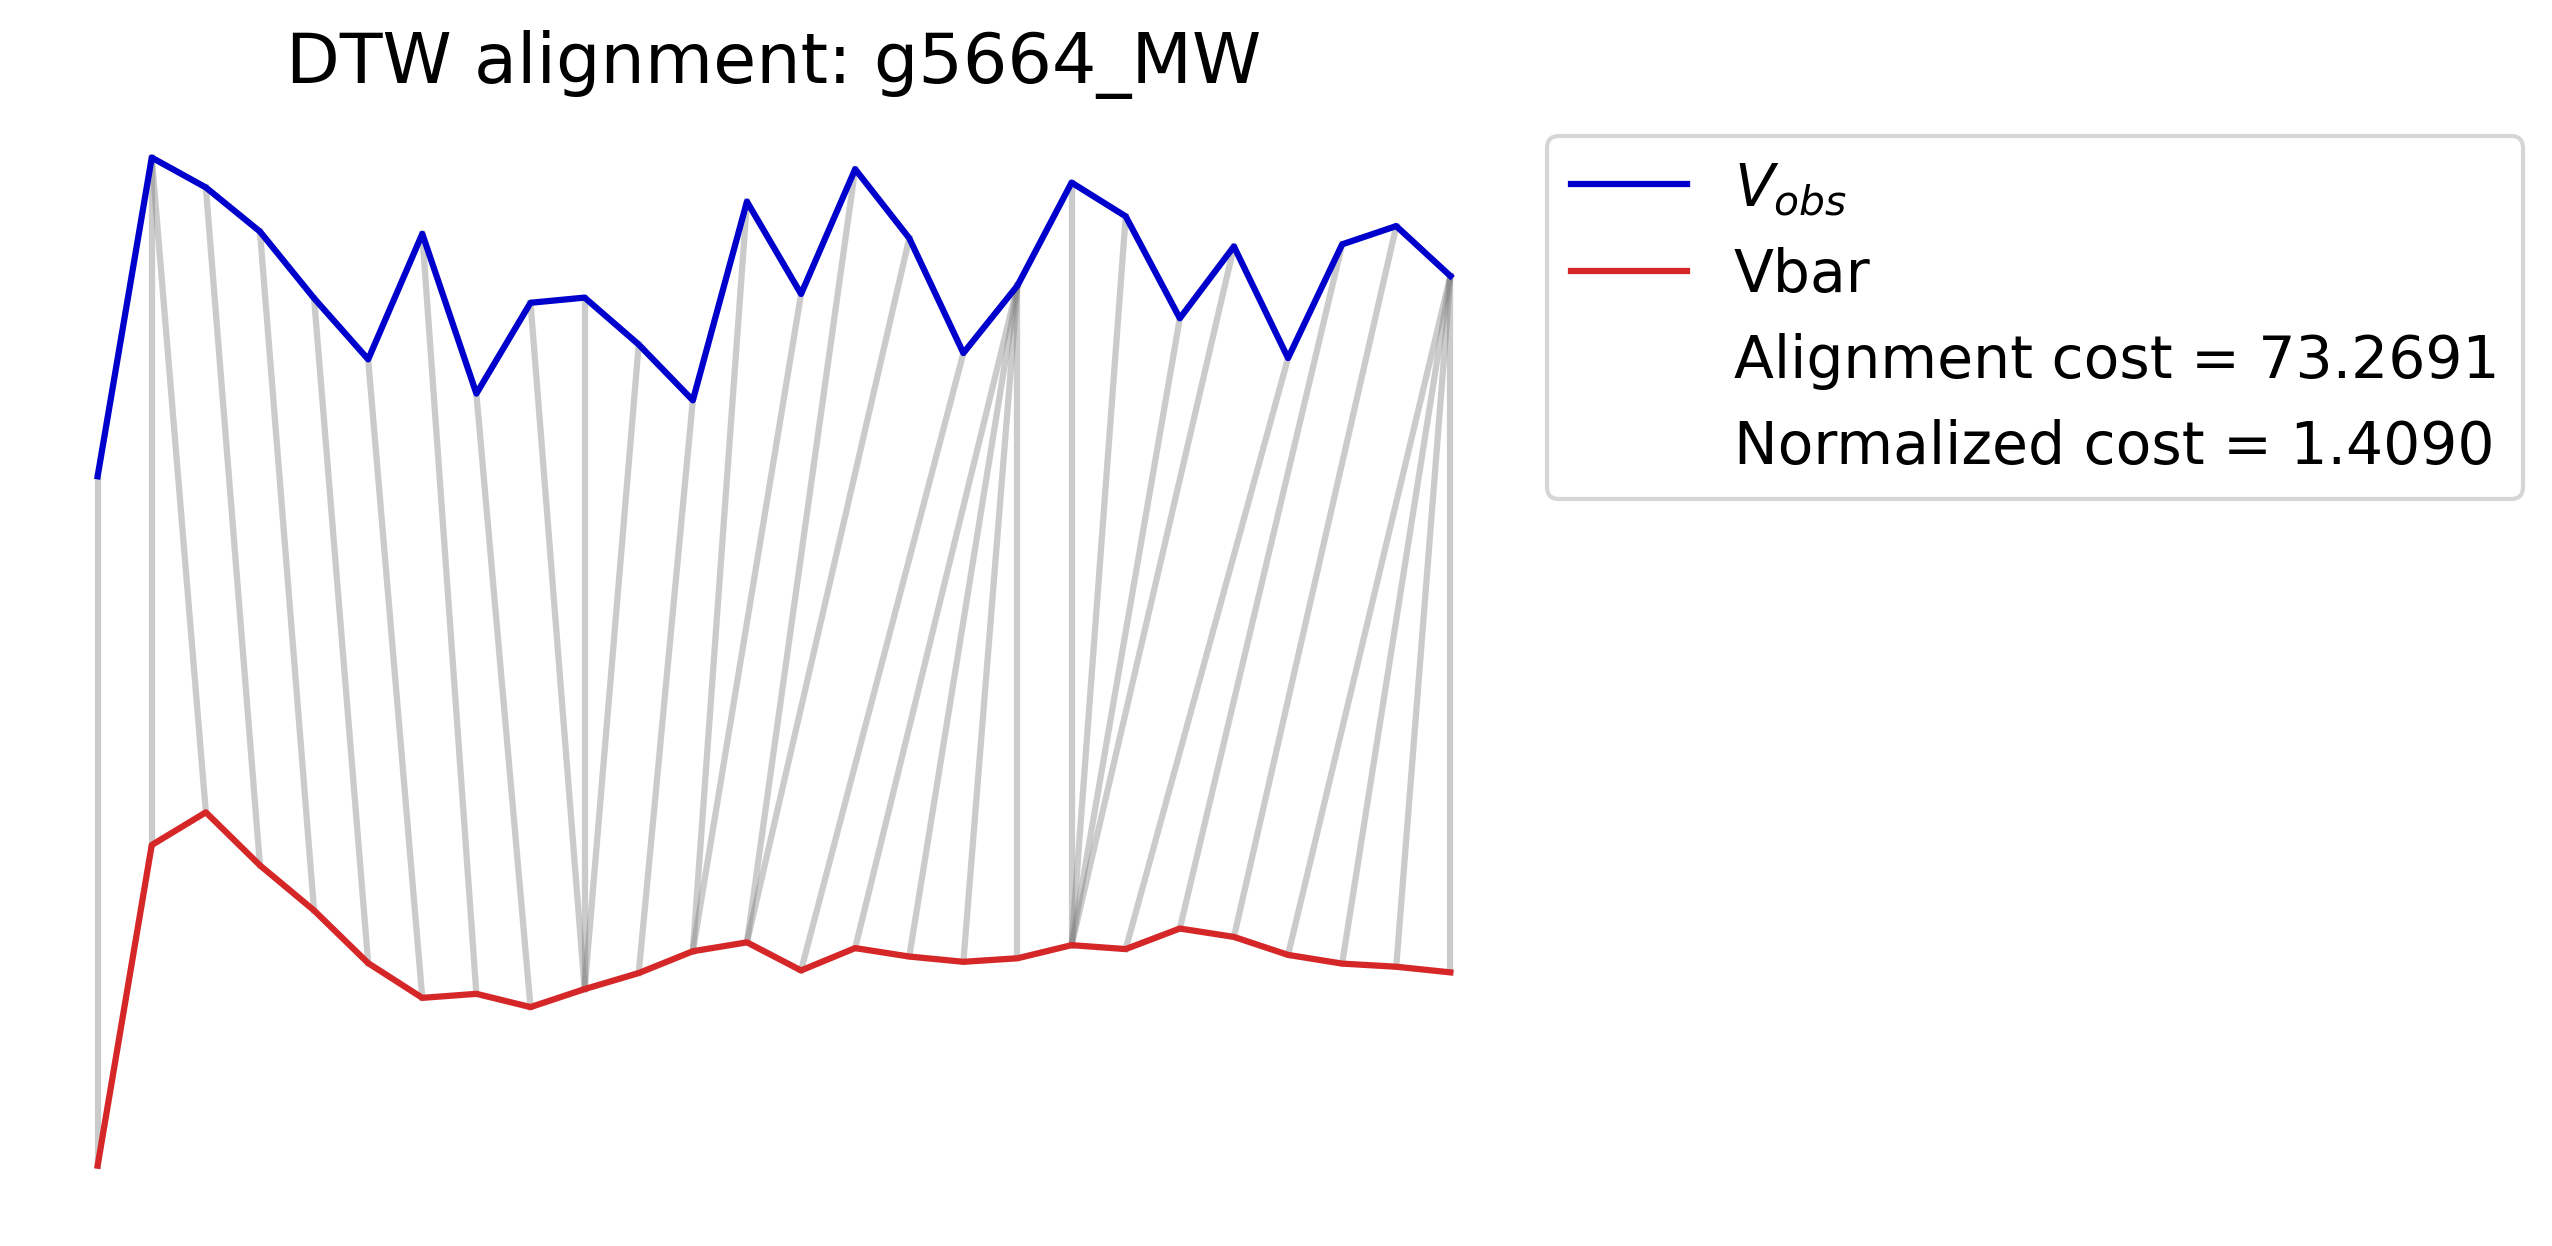 DTW alignment: g5664_MW
V_obs
Vbar
Alignment cost = 73.2691
Normalized cost = 1.4090